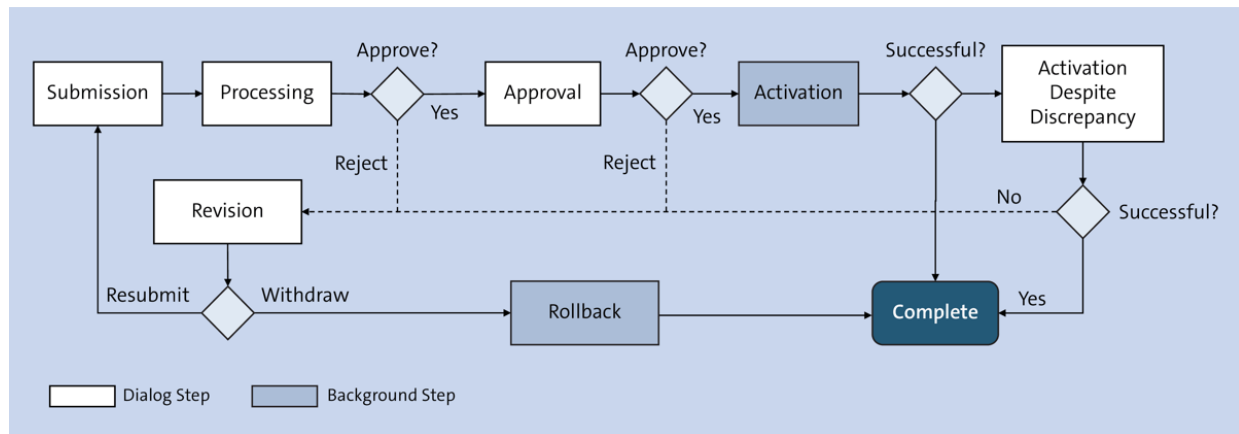 Approve?
Approve?
Successful?
Submission
Processing
Yes
Approval
Yes
Activation
Activation
Despite
Discrepancy
Reject
Reject
Revision
No
Successful?
Resubmit
Withdraw
Rollback
Complete
Yes
Dialog Step
Background Step